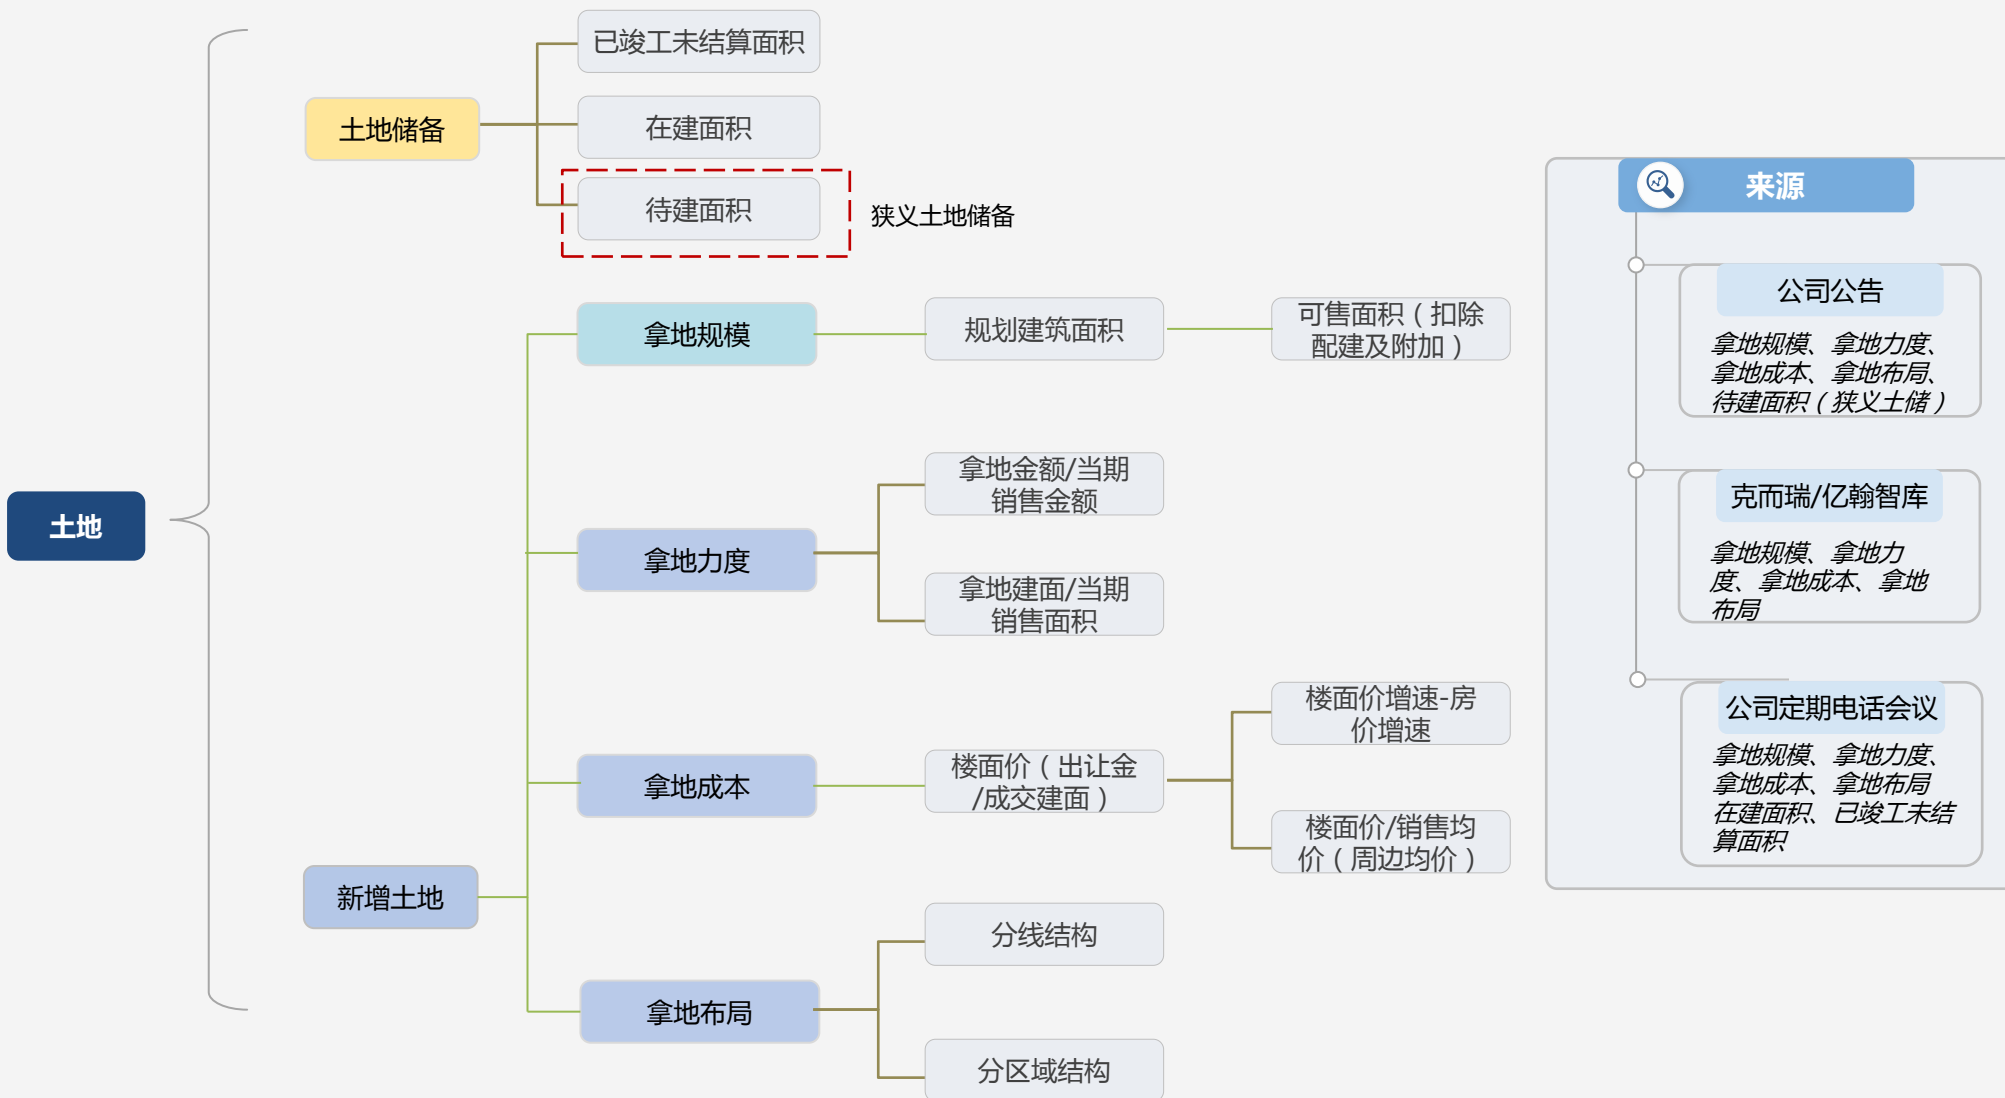 土地
土地储备
已竣工未结算面积
在建面积
待建面积
狭义土地储备
新增土地
拿地规模
规划建筑面积
可售面积（扣除
配建及附加）
拿地力度
拿地金额/当期
销售金额
拿地建面/当期
销售面积
拿地成本
楼面价（出让金
/成交建面）
楼面价增速-房
价增速
楼面价/销售均
价（周边均价）
拿地布局
分线结构
分区域结构
来源
公司公告
拿地规模、拿地力度、
拿地成本、拿地布局、
待建面积（狭义土储）
克而瑞/亿翰智库
拿地规模、拿地力
度、拿地成本、拿地
布局
公司定期电话会议
拿地规模、拿地力度、
拿地成本、拿地布局
在建面积、已竣工未结
算面积